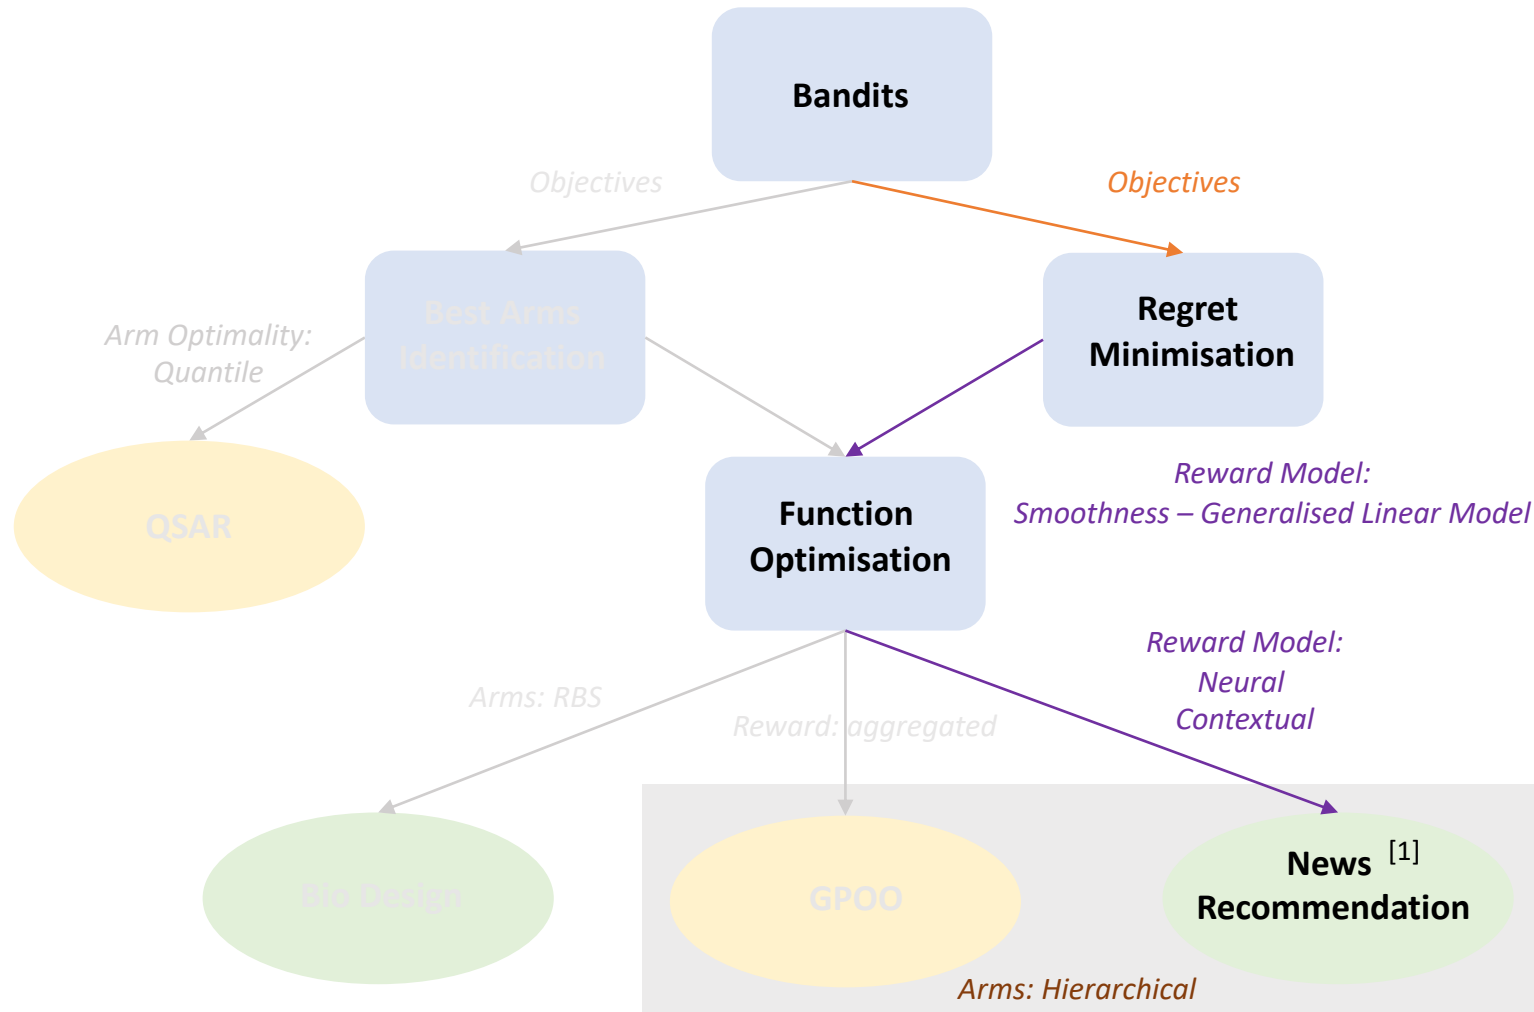 Bandits
Objectives
Objectives
Best Arms
Identification
Regret
Minimisation
Arm Optimality:
Quantile
Reward Model:
Smoothness – Generalised Linear Model
QSAR
Function
Optimisation
Reward Model:
Neural
Contextual
Arms: RBS
Reward: aggregated
Bio Design
GPOO
News [1]
Recommendation
Arms: Hierarchical